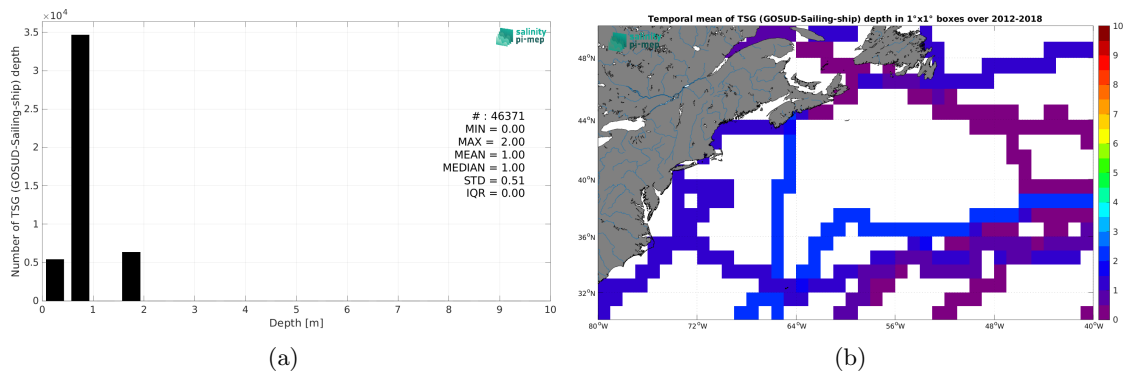 ×10⁴
3.5
3
2.5
2
1.5
1
0.5
0
Number of TSG (GOSUD-Sailing-ship) depth
salinity
pi-mep
# : 46371
MIN = 0.00
MAX = 2.00
MEAN = 1.00
MEDIAN = 1.00
STD = 0.51
IQR = 0.00
0 1 2 3 4 5 6 7 8 9 10
Depth [m]
(a)
Temporal mean of TSG (GOSUD-Sailing-ship) depth in 1°x1° boxes over 2012-2018
salinity
pi-mep
48°N
44°N
40°N
36°N
32°N
80°W 72°W 64°W 56°W 48°W 40°W
10
9
8
7
6
5
4
3
2
1
0
(b)